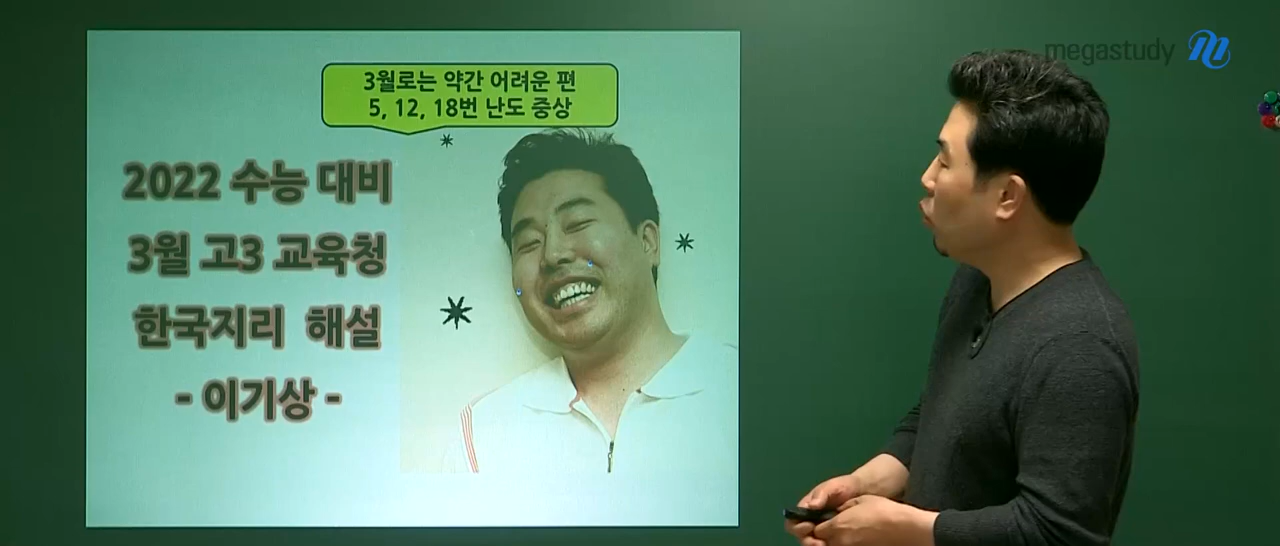 megastudy
3월로는 약간 어려운 편
5, 12, 18번 난도 중상
2022 수능 대비
3월 고3 교육청
한국지리 해설
- 이기상 -